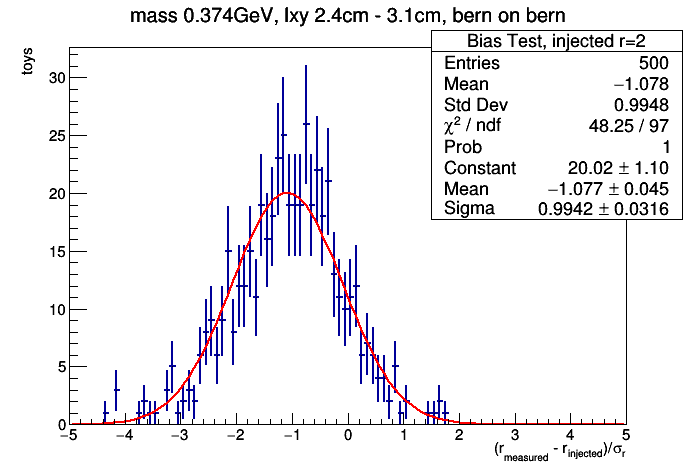 mass 0.374GeV, lxy 2.4cm - 3.1cm, bern on bern
toys
Bias Test, injected r=2
Entries 500
Mean −1.078
Std Dev 0.9948
χ² / ndf 48.25 / 97
Prob 1
Constant 20.02 ± 1.10
Mean −1.077 ± 0.045
Sigma 0.9942 ± 0.0316
30
25
20
15
10
5
0
−5 −4 −3 −2 −1 0 1 2 3 4 5
(r_measured - r_injected)/σ_r